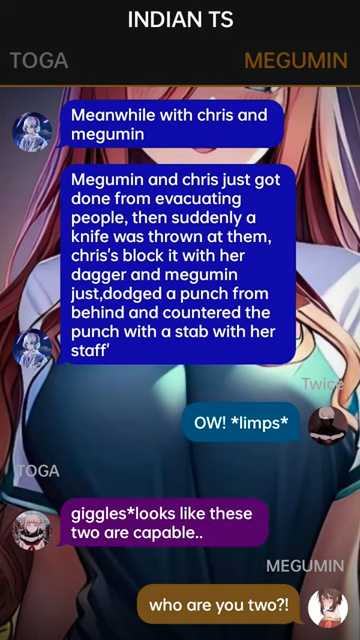 INDIAN TS
TOGA
MEGUMIN
Meanwhile with chris and
megumin
Megumin and chris just got
done from evacuating
people, then suddenly a
knife was thrown at them,
chris's block it with her
dagger and megumin
just,dodged a punch from
behind and countered the
punch with a stab with her
staff'
Twice
OW! *limps*
TOGA
giggles*looks like these
two are capable..
MEGUMIN
who are you two?!